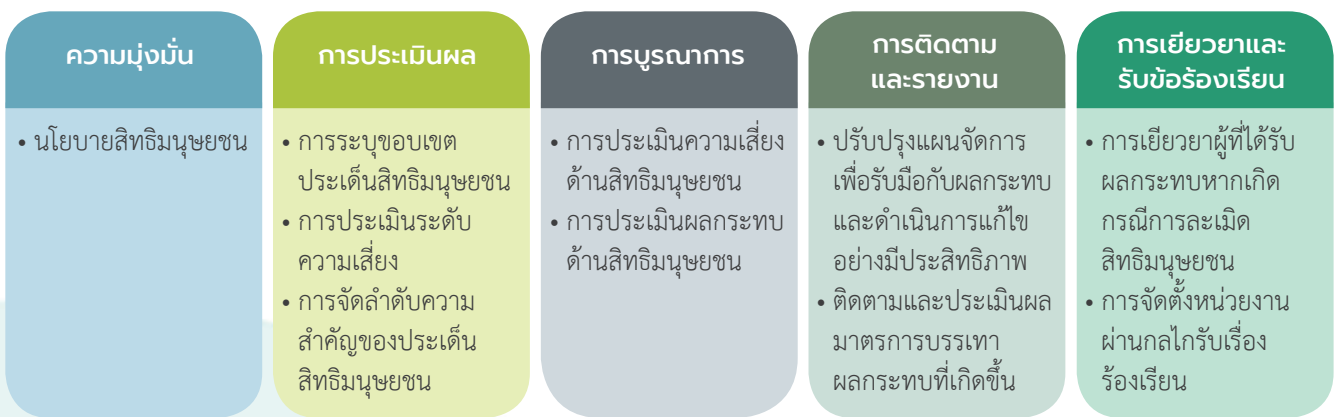 ความมุ่งมั่น
• นโยบายสิทธิมนุษยชน
การประเมินผล
• การระบุขอบเขต
ประเด็นสิทธิมนุษยชน
• การประเมินระดับ
ความเสี่ยง
• การจัดลำดับความ
สำคัญของประเด็น
สิทธิมนุษยชน
การบูรณาการ
• การประเมินความเสี่ยง
ด้านสิทธิมนุษยชน
• การประเมินผลกระทบ
ด้านสิทธิมนุษยชน
การติดตาม
และรายงาน
• ปรับปรุงแผนจัดการ
เพื่อรับมือกับผลกระทบ
และดำเนินการแก้ไข
อย่างมีประสิทธิภาพ
• ติดตามและประเมินผล
มาตรการบรรเทา
ผลกระทบที่เกิดขึ้น
การเยียวยาและ
รับข้อร้องเรียน
• การเยียวยาผู้ที่ได้รับ
ผลกระทบหากเกิด
กรณีการละเมิด
สิทธิมนุษยชน
• การจัดตั้งหน่วยงาน
ผ่านกลไกรับเรื่อง
ร้องเรียน